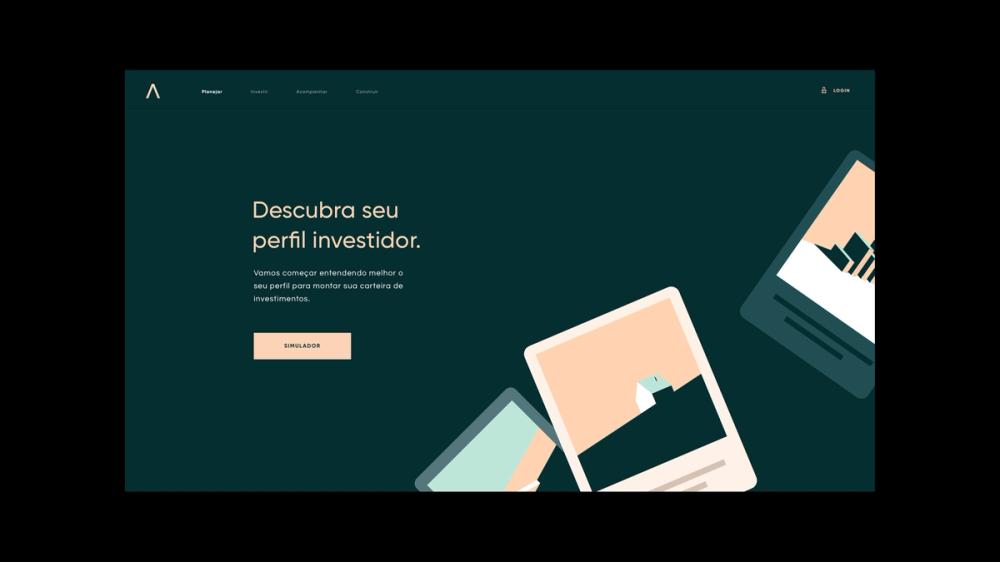 Planejar Investir Acompanhar Construir LOGIN
Descubra seu
perfil investidor.
Vamos começar entendendo melhor o
seu perfil para montar sua carteira de
investimentos.
SIMULADOR